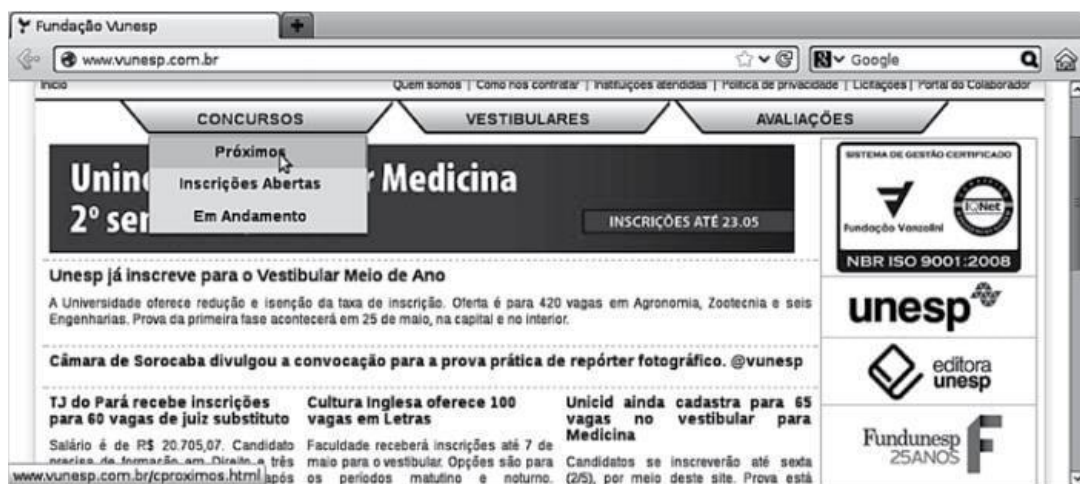 Fundação Vunesp
www.vunesp.com.br
Google
Início
Quem somos | Como nos contratar | Instituições atendidas | Política de privacidade | Licitações | Portal do Colaborador
CONCURSOS
VESTIBULARES
AVALIAÇÕES
Próximos
Inscrições Abertas
Em Andamento
Medicina
2º
INSCRIÇÕES ATÉ 23.05
SISTEMA DE GESTÃO CERTIFICADO
Fundação Vanzolini
IQNet
NBR ISO 9001:2008
unesp
editora
unesp
Fundunesp
25ANOS
Unesp já inscreve para o Vestibular Meio de Ano
A Universidade oferece redução e isenção da taxa de inscrição. Oferta é para 420 vagas em Agronomia, Zootecnia e seis
Engenharias. Prova da primeira fase acontecerá em 25 de maio, na capital e no interior.
Câmara de Sorocaba divulgou a convocação para a prova prática de repórter fotográfico. @vunesp
TJ do Pará recebe inscrições
para 60 vagas de juiz substituto
Salário é de R$ 20.705,07. Candidato
precisa de formação em Direito e três
após
Cultura Inglesa oferece 100
vagas em Letras
Faculdade receberá inscrições até 7 de
maio para o vestibular. Opções são para
os períodos matutino e noturno.
Unicid ainda cadastra para 65
vagas no vestibular para
Medicina
Candidatos se inscreverão até sexta
(2/5), por meio deste site. Prova está
www.vunesp.com.br/cproximos.html